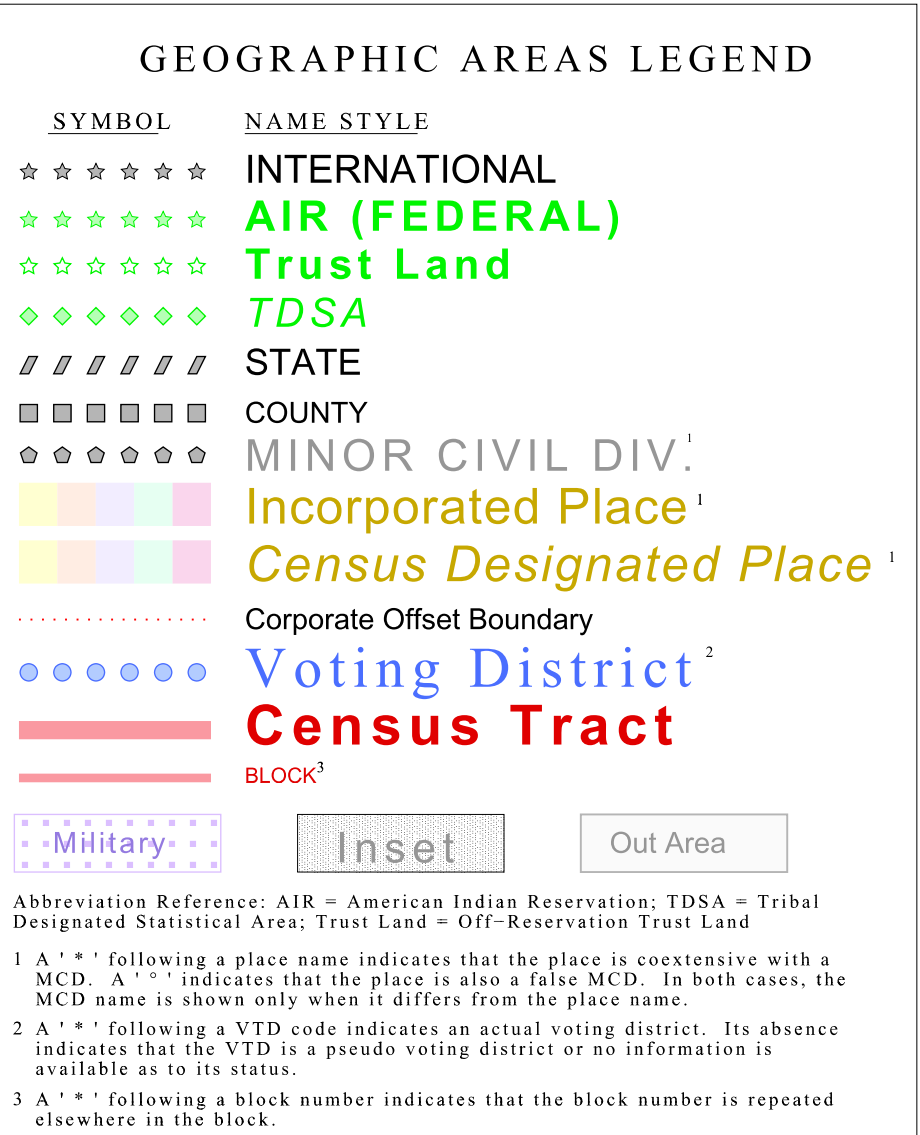 GEOGRAPHIC AREAS LEGEND
SYMBOL NAME STYLE
INTERNATIONAL
AIR (FEDERAL)
Trust Land
TDSA
STATE
COUNTY
MINOR CIVIL DIV.¹
Incorporated Place ¹
Census Designated Place ¹
Corporate Offset Boundary
Voting District ²
Census Tract
BLOCK³
Military Inset Out Area
Abbreviation Reference: AIR = American Indian Reservation; TDSA = Tribal
Designated Statistical Area; Trust Land = Off−Reservation Trust Land
1 A ' * ' following a place name indicates that the place is coextensive with a
MCD. A ' ° ' indicates that the place is also a false MCD. In both cases, the
MCD name is shown only when it differs from the place name.
2 A ' * ' following a VTD code indicates an actual voting district. Its absence
indicates that the VTD is a pseudo voting district or no information is
available as to its status.
3 A ' * ' following a block number indicates that the block number is repeated
elsewhere in the block.